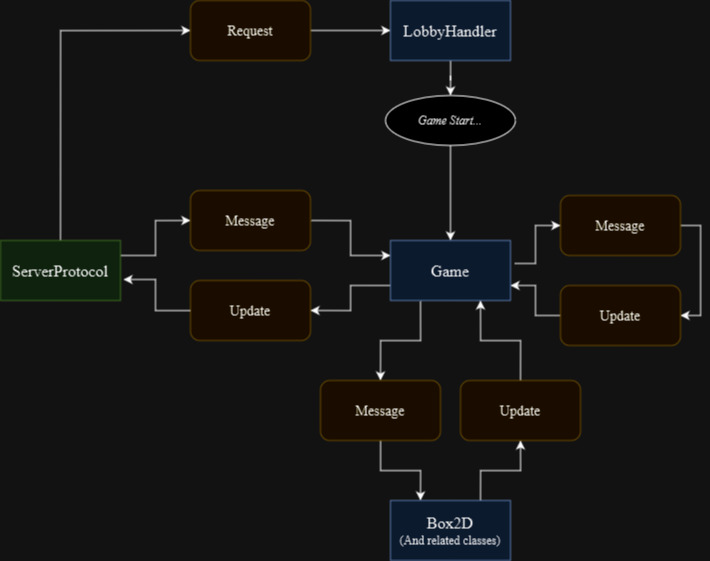 Request
LobbyHandler
Game Start...
Message
Message
ServerProtocol
Game
Update
Update
Message
Update
Box2D
(And related classes)